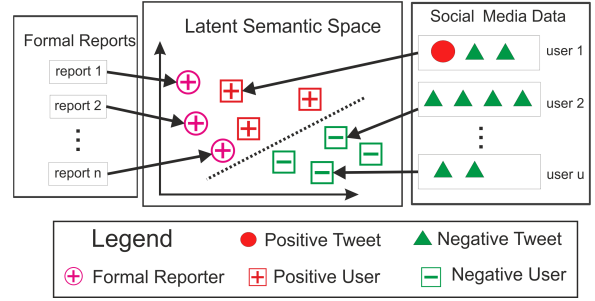 Formal Reports
report 1
report 2
report n
Latent Semantic Space
Social Media Data
user 1
user 2
user u
Legend
Positive Tweet
Negative Tweet
Formal Reporter
Positive User
Negative User